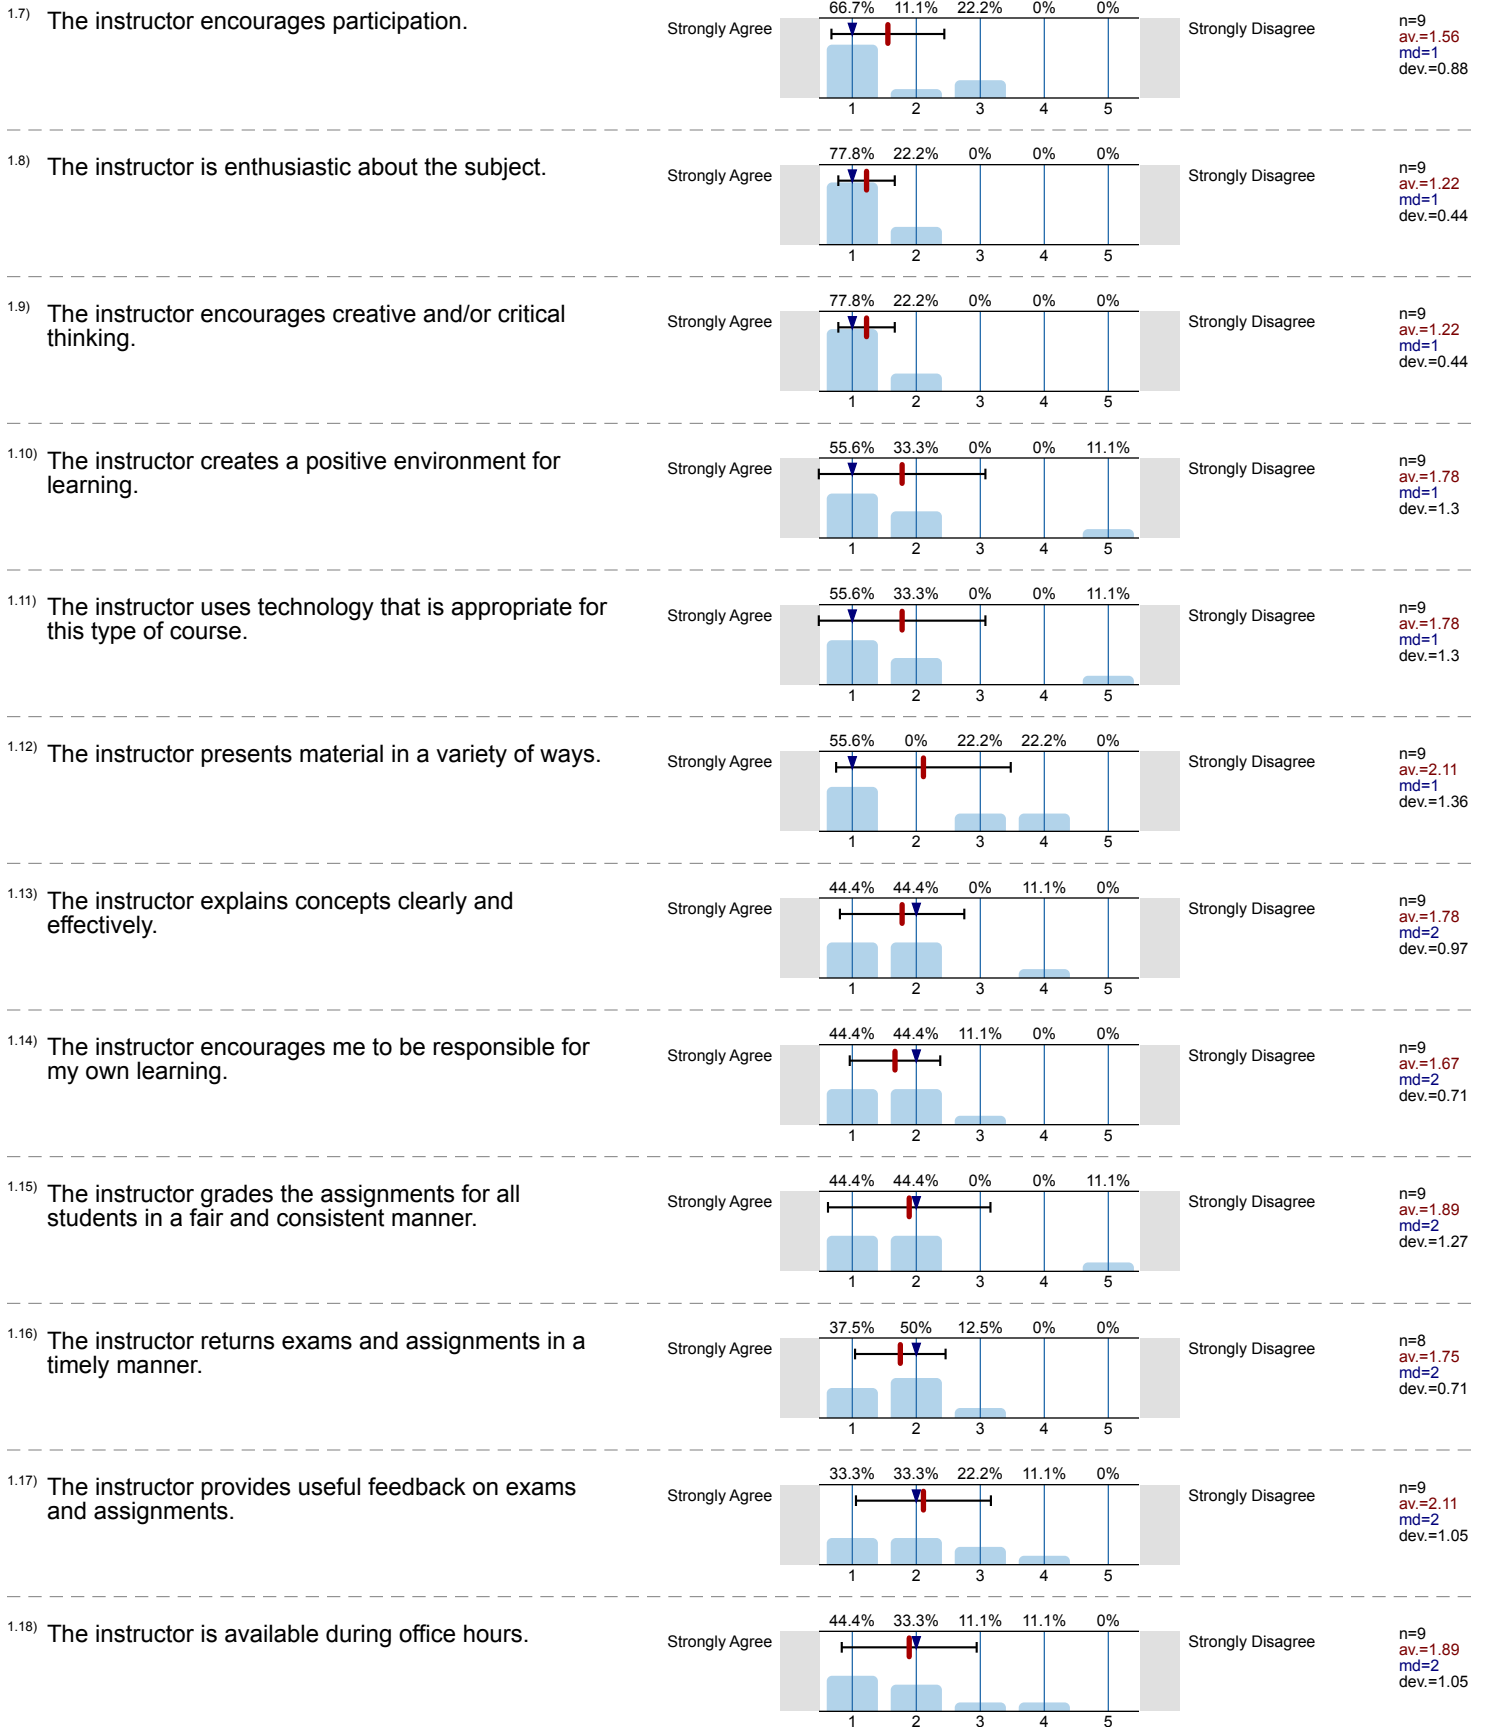 1.7) The instructor encourages participation.
Strongly Agree
66.7% 11.1% 22.2% 0% 0%
1 2 3 4 5
Strongly Disagree
n=9
av.=1.56
md=1
dev.=0.88
1.8) The instructor is enthusiastic about the subject.
Strongly Agree
77.8% 22.2% 0% 0% 0%
1 2 3 4 5
Strongly Disagree
n=9
av.=1.22
md=1
dev.=0.44
1.9) The instructor encourages creative and/or critical
thinking.
Strongly Agree
77.8% 22.2% 0% 0% 0%
1 2 3 4 5
Strongly Disagree
n=9
av.=1.22
md=1
dev.=0.44
1.10) The instructor creates a positive environment for
learning.
Strongly Agree
55.6% 33.3% 0% 0% 11.1%
1 2 3 4 5
Strongly Disagree
n=9
av.=1.78
md=1
dev.=1.3
1.11) The instructor uses technology that is appropriate for
this type of course.
Strongly Agree
55.6% 33.3% 0% 0% 11.1%
1 2 3 4 5
Strongly Disagree
n=9
av.=1.78
md=1
dev.=1.3
1.12) The instructor presents material in a variety of ways.
Strongly Agree
55.6% 0% 22.2% 22.2% 0%
1 2 3 4 5
Strongly Disagree
n=9
av.=2.11
md=1
dev.=1.36
1.13) The instructor explains concepts clearly and
effectively.
Strongly Agree
44.4% 44.4% 0% 11.1% 0%
1 2 3 4 5
Strongly Disagree
n=9
av.=1.78
md=2
dev.=0.97
1.14) The instructor encourages me to be responsible for
my own learning.
Strongly Agree
44.4% 44.4% 11.1% 0% 0%
1 2 3 4 5
Strongly Disagree
n=9
av.=1.67
md=2
dev.=0.71
1.15) The instructor grades the assignments for all
students in a fair and consistent manner.
Strongly Agree
44.4% 44.4% 0% 0% 11.1%
1 2 3 4 5
Strongly Disagree
n=9
av.=1.89
md=2
dev.=1.27
1.16) The instructor returns exams and assignments in a
timely manner.
Strongly Agree
37.5% 50% 12.5% 0% 0%
1 2 3 4 5
Strongly Disagree
n=8
av.=1.75
md=2
dev.=0.71
1.17) The instructor provides useful feedback on exams
and assignments.
Strongly Agree
33.3% 33.3% 22.2% 11.1% 0%
1 2 3 4 5
Strongly Disagree
n=9
av.=2.11
md=2
dev.=1.05
1.18) The instructor is available during office hours.
Strongly Agree
44.4% 33.3% 11.1% 11.1% 0%
1 2 3 4 5
Strongly Disagree
n=9
av.=1.89
md=2
dev.=1.05